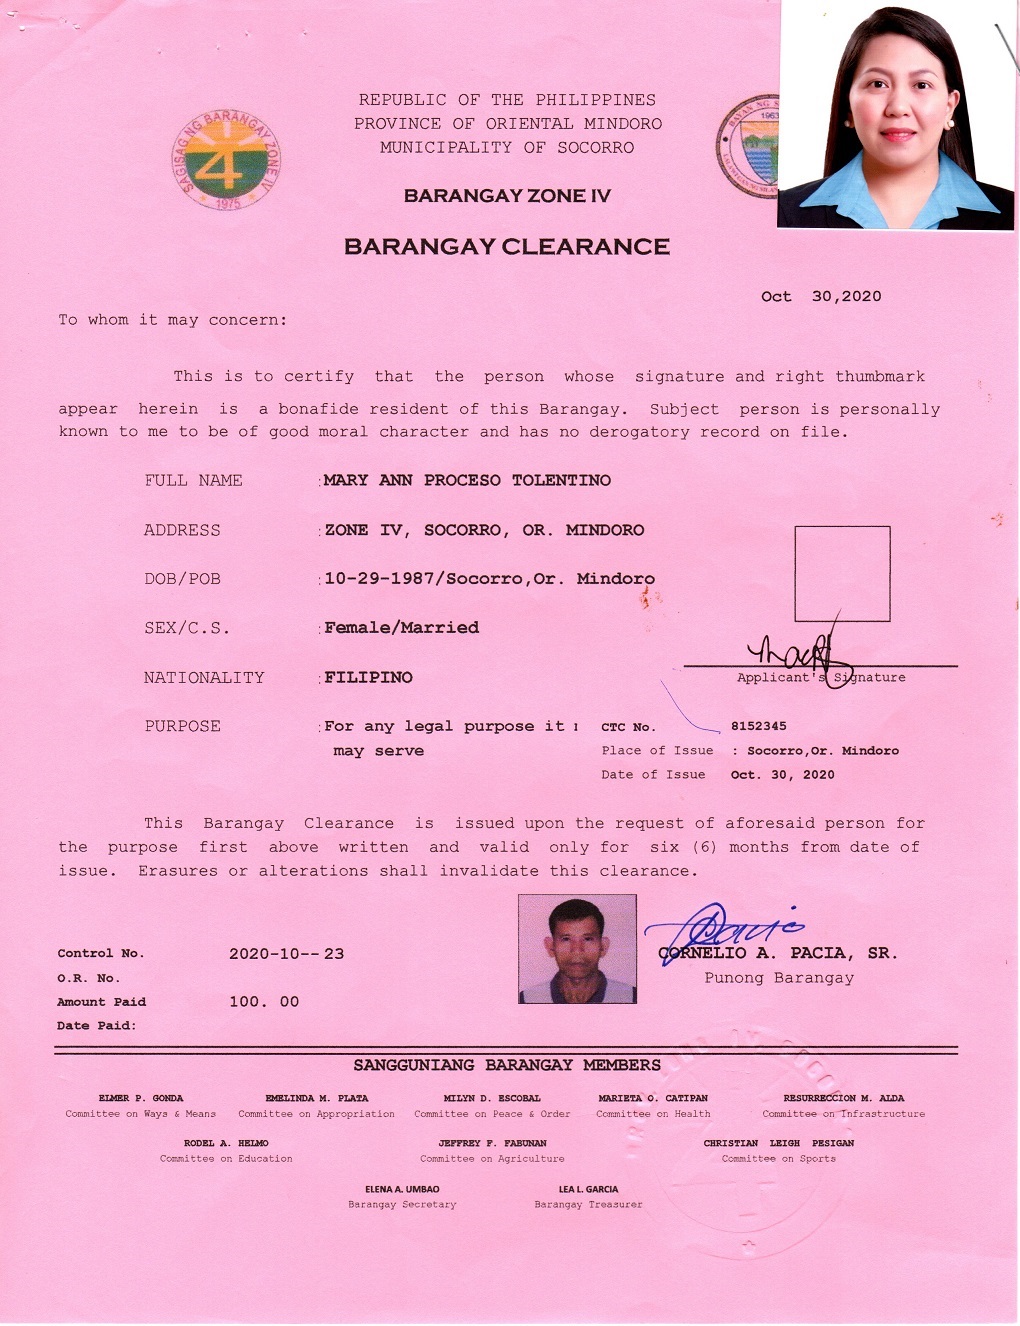 REPUBLIC OF THE PHILIPPINES
PROVINCE OF ORIENTAL MINDORO
MUNICIPALITY OF SOCORRO
SAGISAG NG BARANGAY ZONE IV
4
1975
BAYAN NG S
1963
BARANGAY ZONE IV
BARANGAY CLEARANCE
Oct 30,2020
To whom it may concern:
This is to certify that the person whose signature and right thumbmark
appear herein is a bonafide resident of this Barangay. Subject person is personally
known to me to be of good moral character and has no derogatory record on file.
FULL NAME :MARY ANN PROCESO TOLENTINO
ADDRESS :ZONE IV, SOCORRO, OR. MINDORO
DOB/POB :10-29-1987/Socorro,Or. Mindoro
SEX/C.S. :Female/Married
Applicant's Signature
NATIONALITY :FILIPINO
PURPOSE :For any legal purpose it
may serve
CTC No. 8152345
Place of Issue : Socorro,Or. Mindoro
Date of Issue Oct. 30, 2020
This Barangay Clearance is issued upon the request of aforesaid person for
the purpose first above written and valid only for six (6) months from date of
issue. Erasures or alterations shall invalidate this clearance.
CORNELIO A. PACIA, SR.
Punong Barangay
Control No. 2020-10--23
O.R. No.
Amount Paid 100. 00
Date Paid:
SANGGUNIANG BARANGAY MEMBERS
ELMER P. GONDA EMELINDA M. PLATA MILYN D. ESCOBAL MARIETA O. CATIPAN RESURRECCION M. ALDA
Committee on Ways & Means Committee on Appropriation Committee on Peace & Order Committee on Health Committee on Infrastructure
RODEL A. HELMO JEFFREY F. FABUNAN CHRISTIAN LEIGH PESIGAN
Committee on Education Committee on Agriculture Committee on Sports
ELENA A. UMBAO LEA L. GARCIA
Barangay Secretary Barangay Treasurer